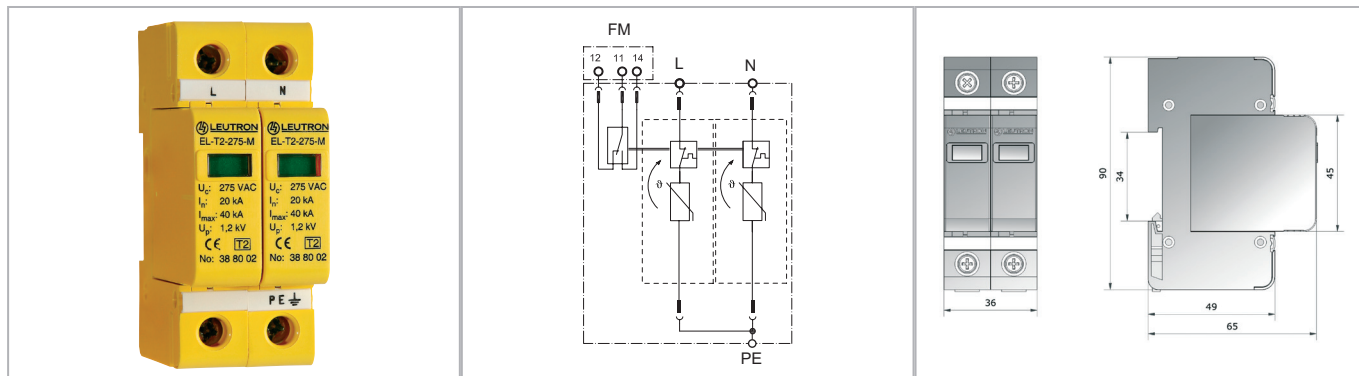 L N
LEUTRON LEUTRON
EL-T2-275-M EL-T2-275-M
Uc: 275 VAC Uc: 275 VAC
In: 20 kA In: 20 kA
Imax: 40 kA Imax: 40 kA
Up: 1,2 kV Up: 1,2 kV
CE T2 CE T2
No: 38 80 02 No: 38 80 02
PE
FM
12 11 14
L N
ϑ ϑ
PE
LEUTRON LEUTRON
90
34
45
36
49
65